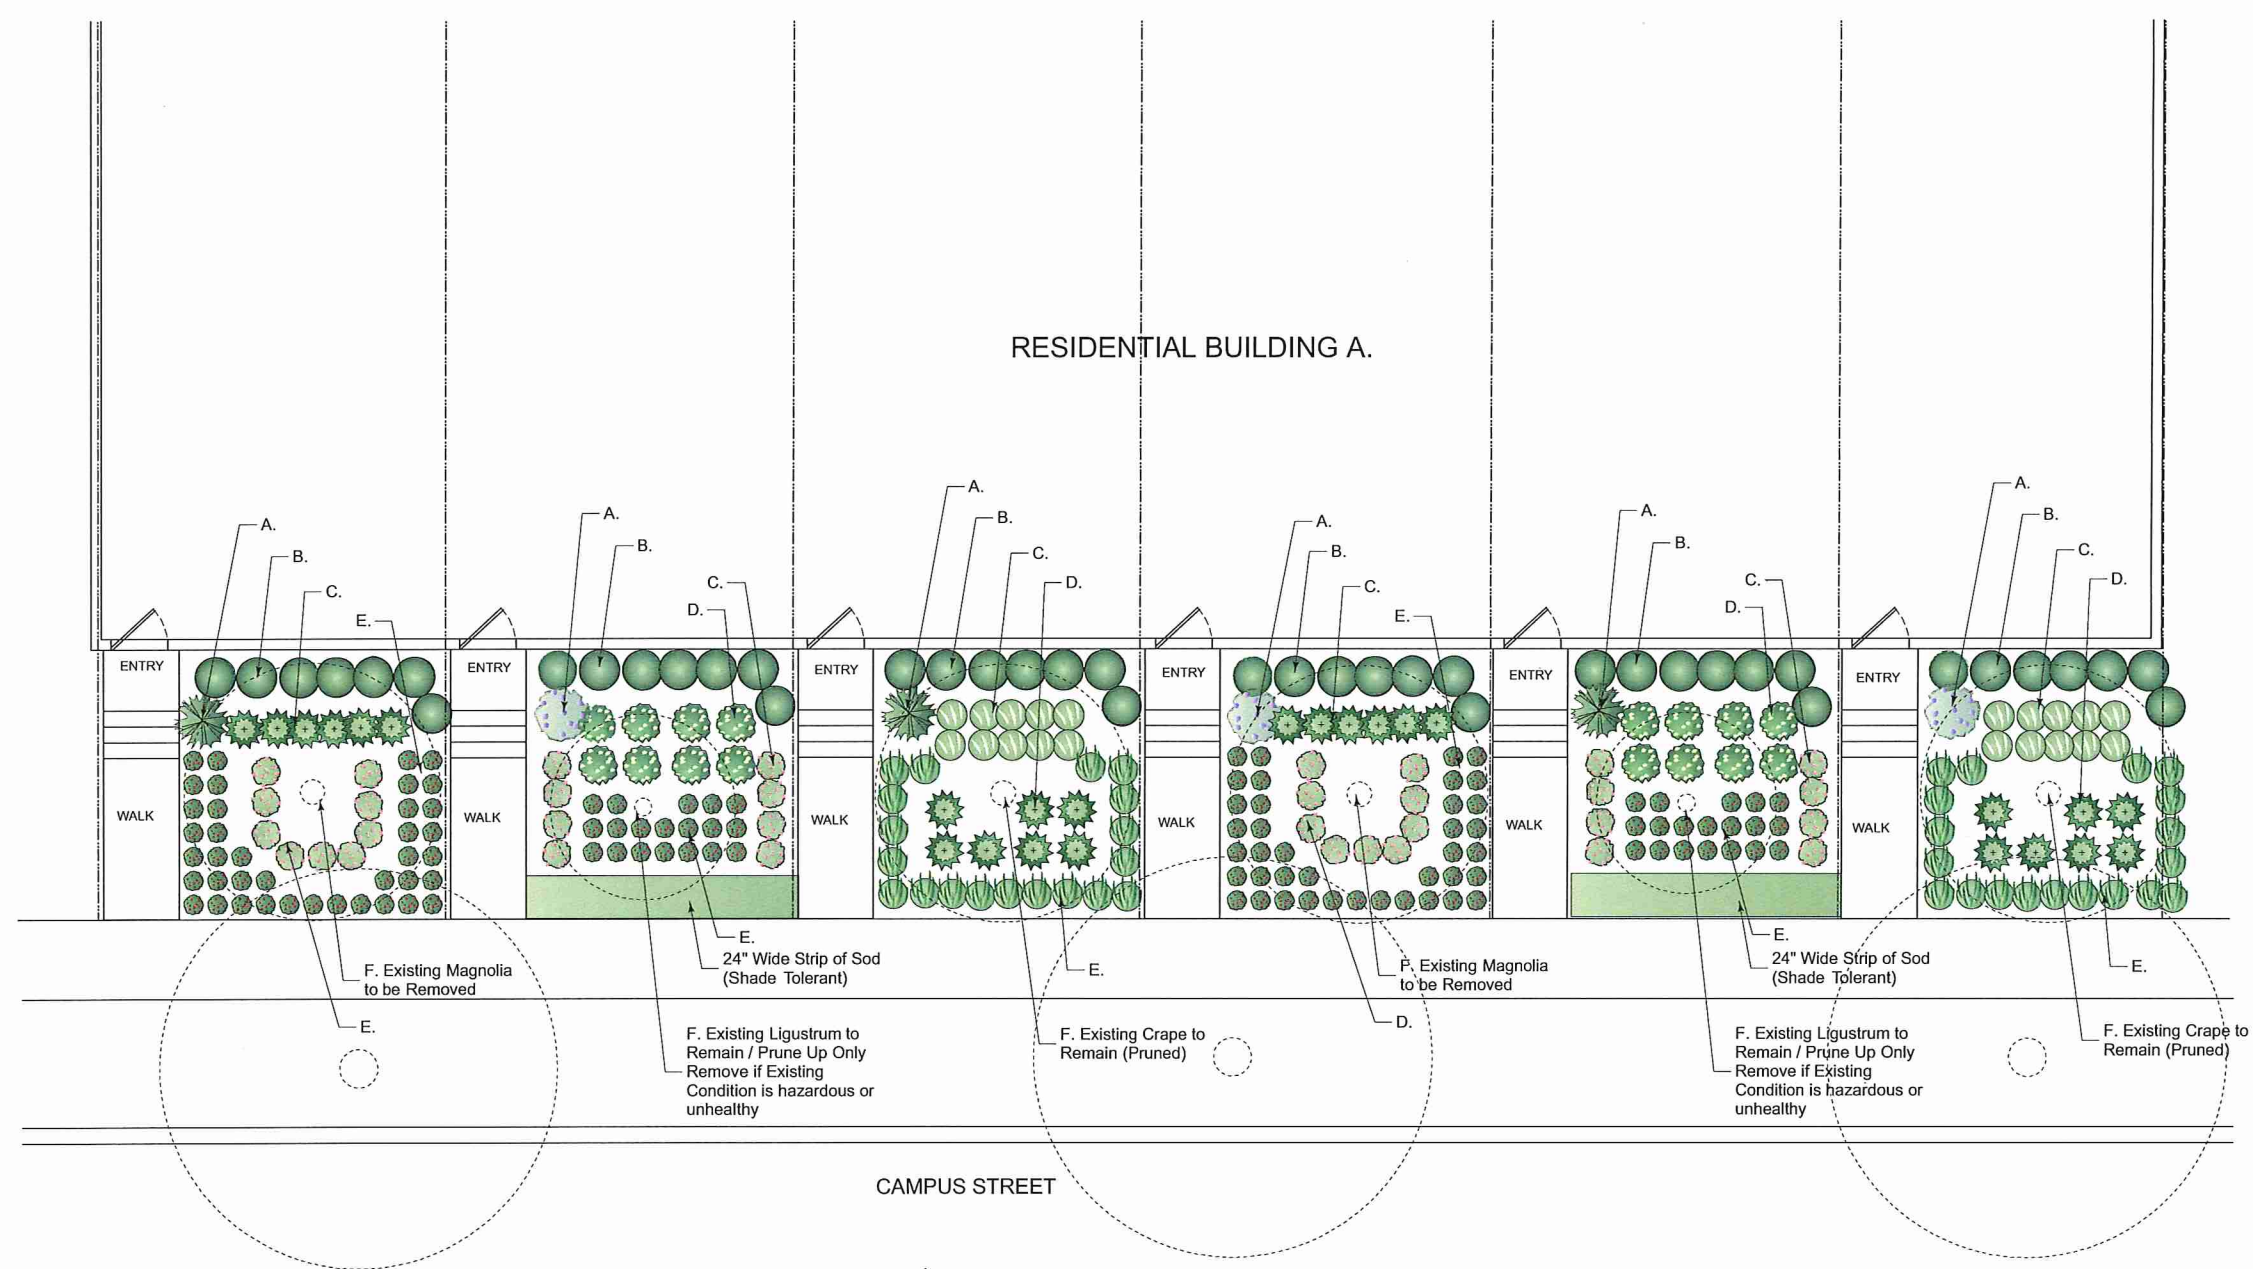 RESIDENTIAL BUILDING A.
A.
B.
C.
E.
A.
B.
C.
D.
A.
B.
C.
D.
A.
B.
C.
E.
A.
B.
C.
D.
A.
B.
C.
D.
ENTRY
ENTRY
ENTRY
ENTRY
ENTRY
ENTRY
WALK
WALK
WALK
WALK
WALK
WALK
F. Existing Magnolia
to be Removed
E.
E.
24" Wide Strip of Sod
(Shade Tolerant)
F. Existing Ligustrum to
Remain / Prune Up Only
Remove if Existing
Condition is hazardous or
unhealthy
E.
F. Existing Crape to
Remain (Pruned)
F. Existing Magnolia
to be Removed
D.
E.
24" Wide Strip of Sod
(Shade Tolerant)
F. Existing Ligustrum to
Remain / Prune Up Only
Remove if Existing
Condition is hazardous or
unhealthy
E.
F. Existing Crape to
Remain (Pruned)
CAMPUS STREET